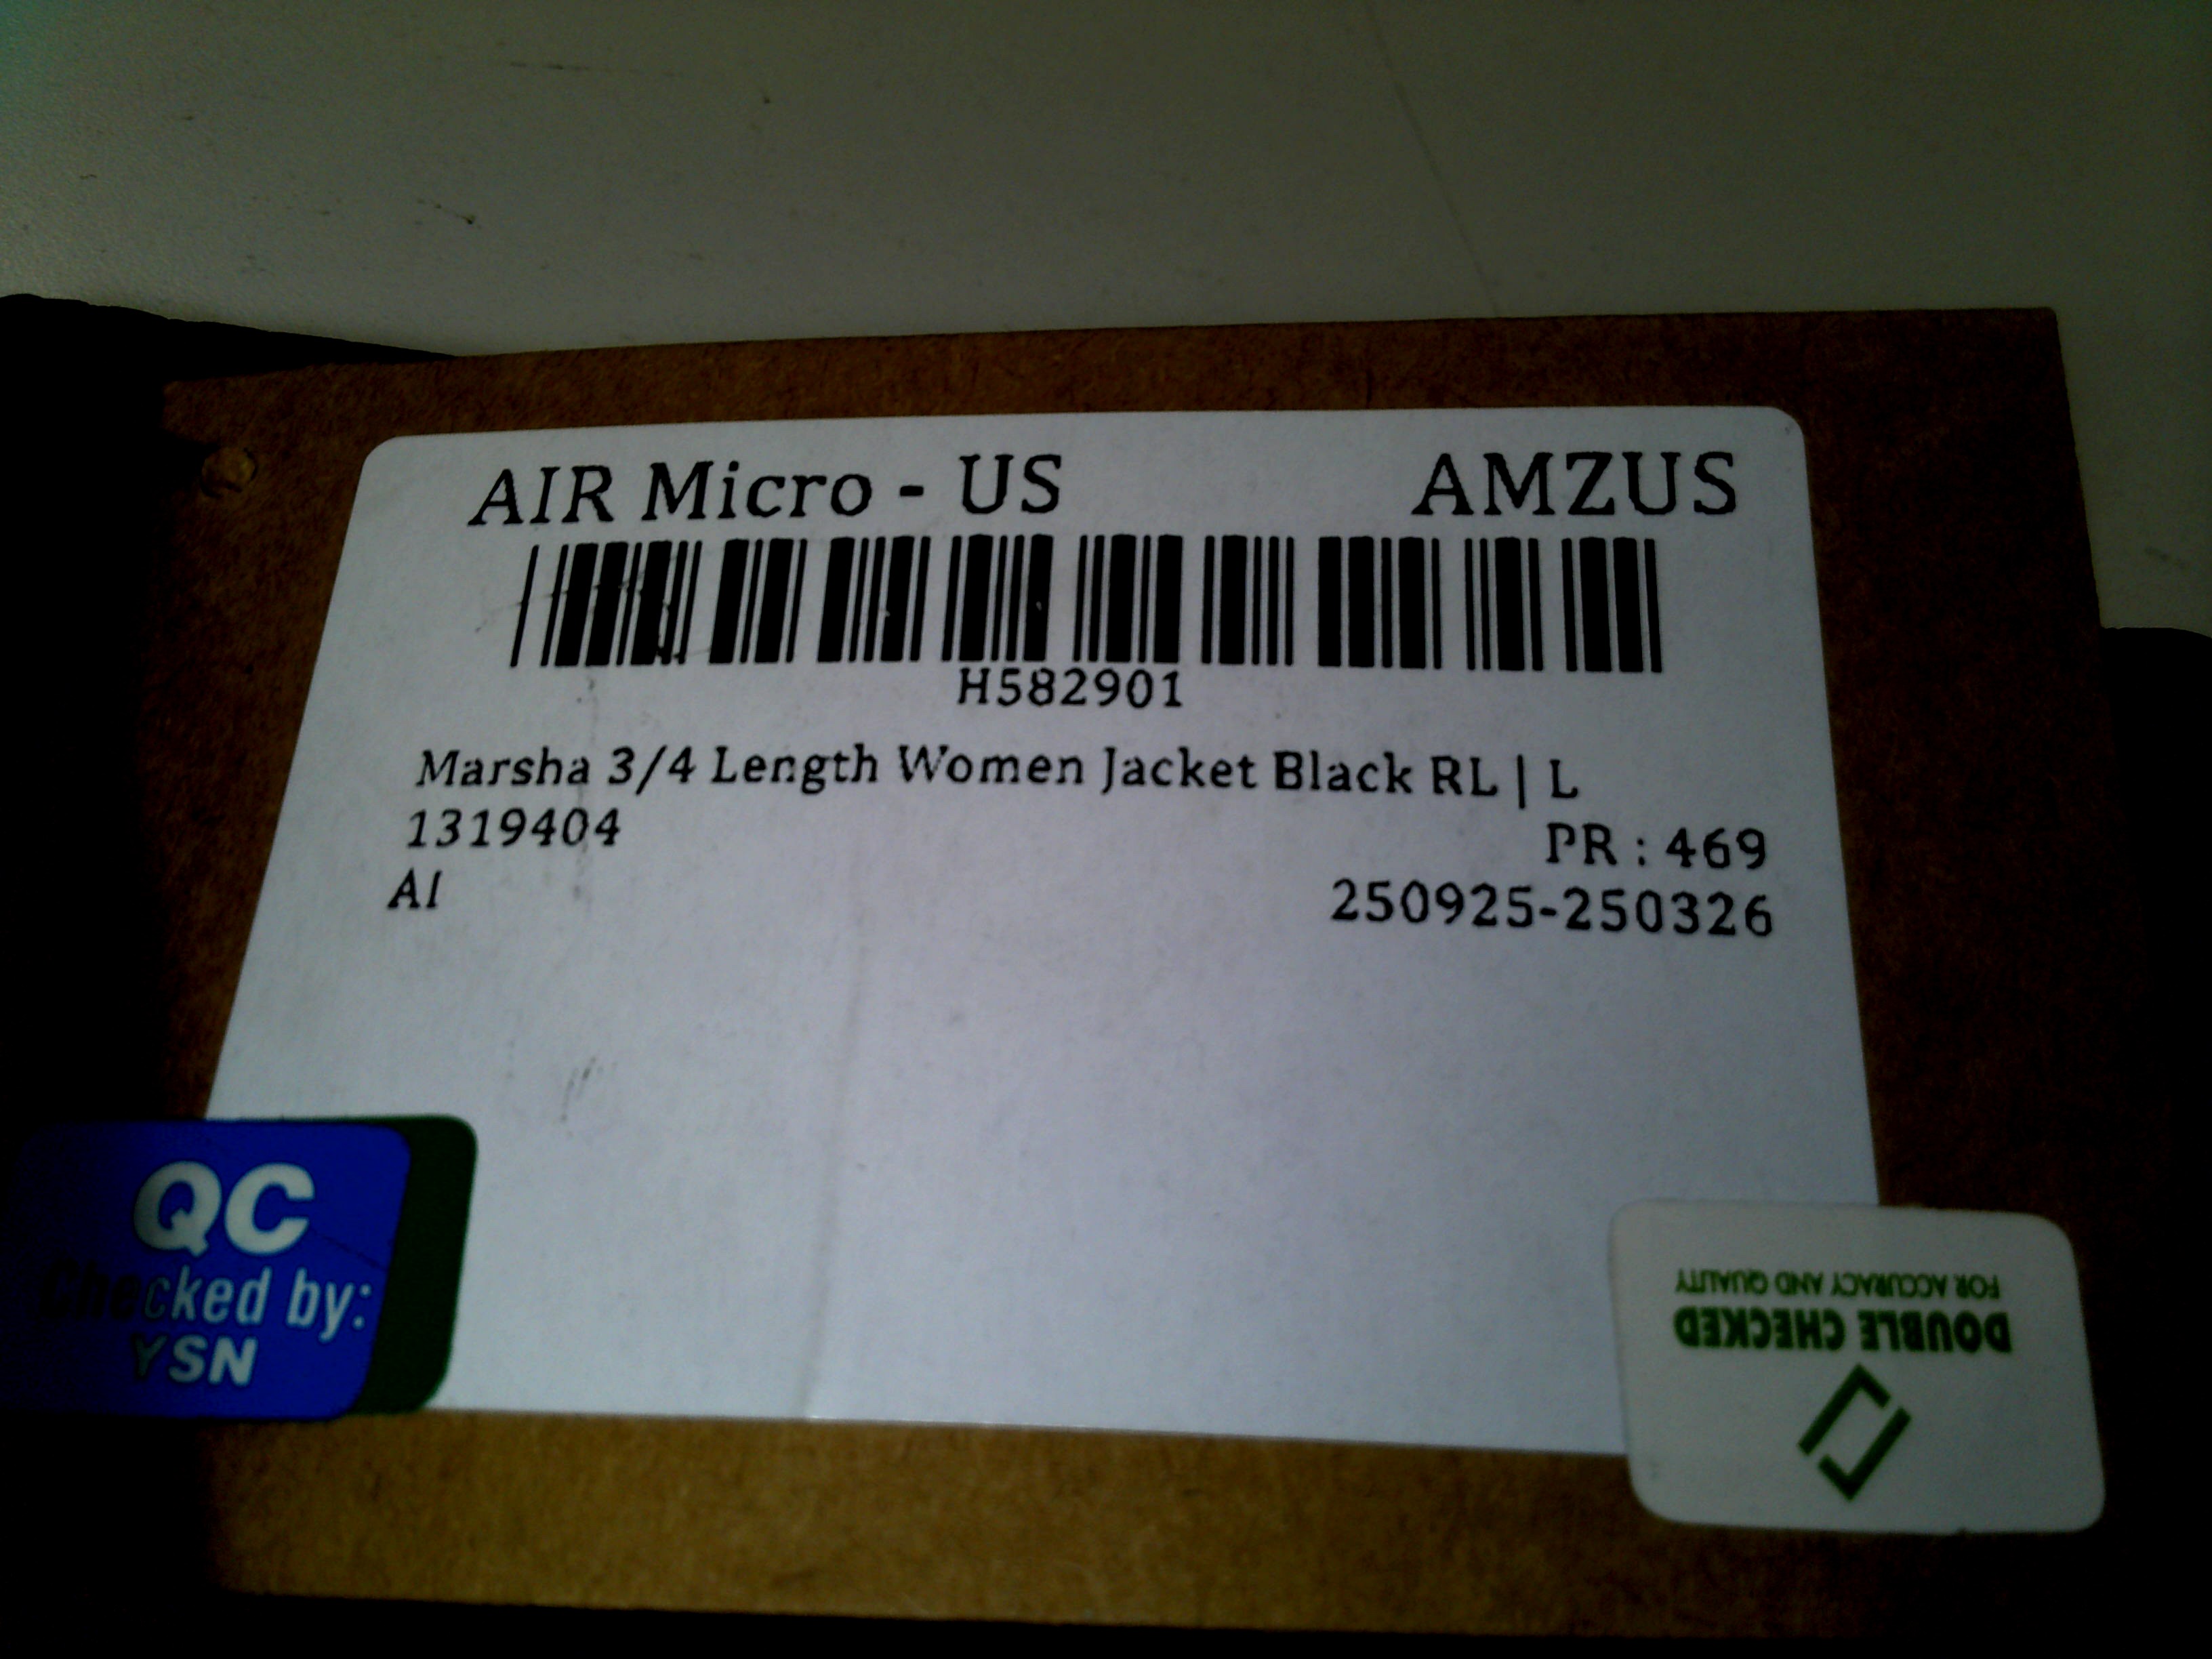 AIR Micro - US AMZUS
H582901
Marsha 3/4 Length Women Jacket Black RL | L
1319404 PR : 469
AI 250925-250326
QC
Checked by:
YSN
DOUBLE CHECKED
FOR ACCURACY AND QUALITY